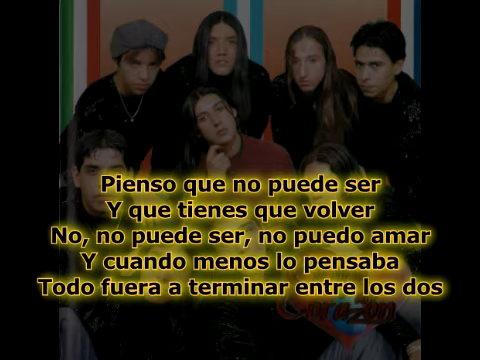 Pienso que no puede ser
Y que tienes que volver
No, no puede ser, no puedo amar
Y cuando menos lo pensaba
Todo fuera a terminar entre los dos
Corazón